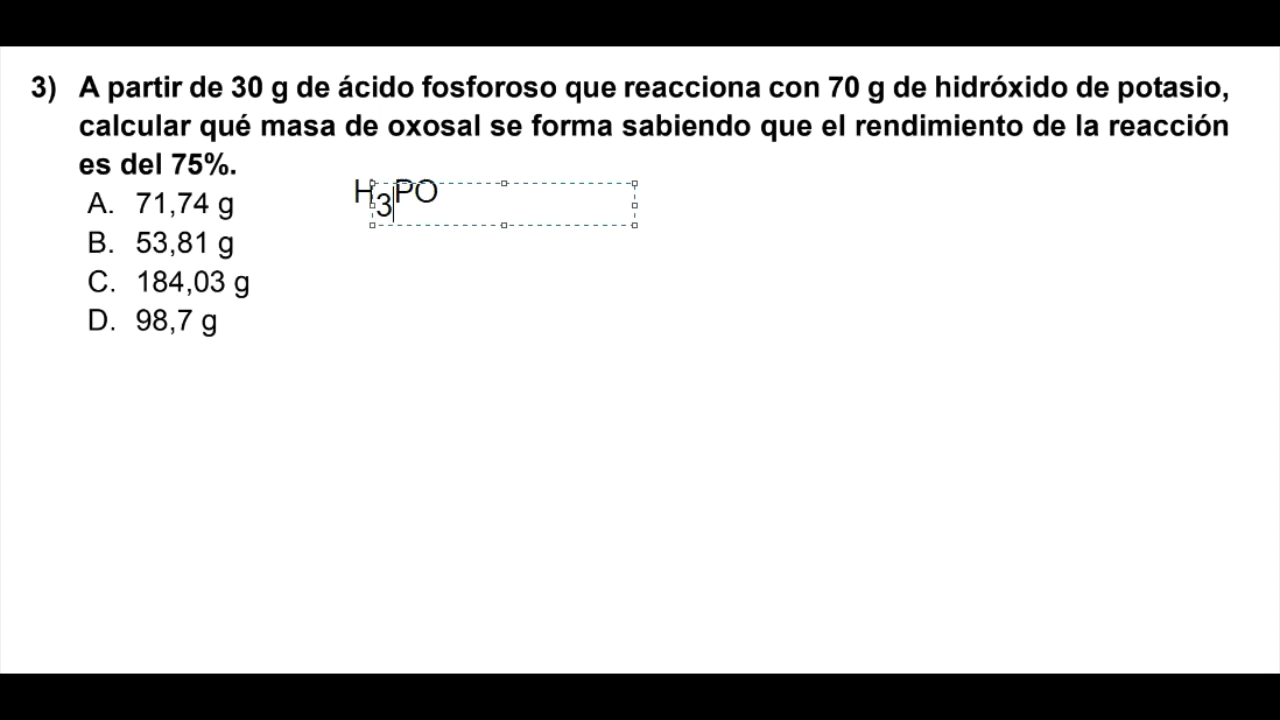 3) A partir de 30 g de ácido fosforoso que reacciona con 70 g de hidróxido de potasio,
calcular qué masa de oxosal se forma sabiendo que el rendimiento de la reacción
es del 75%.
H3PO
A. 71,74 g
B. 53,81 g
C. 184,03 g
D. 98,7 g